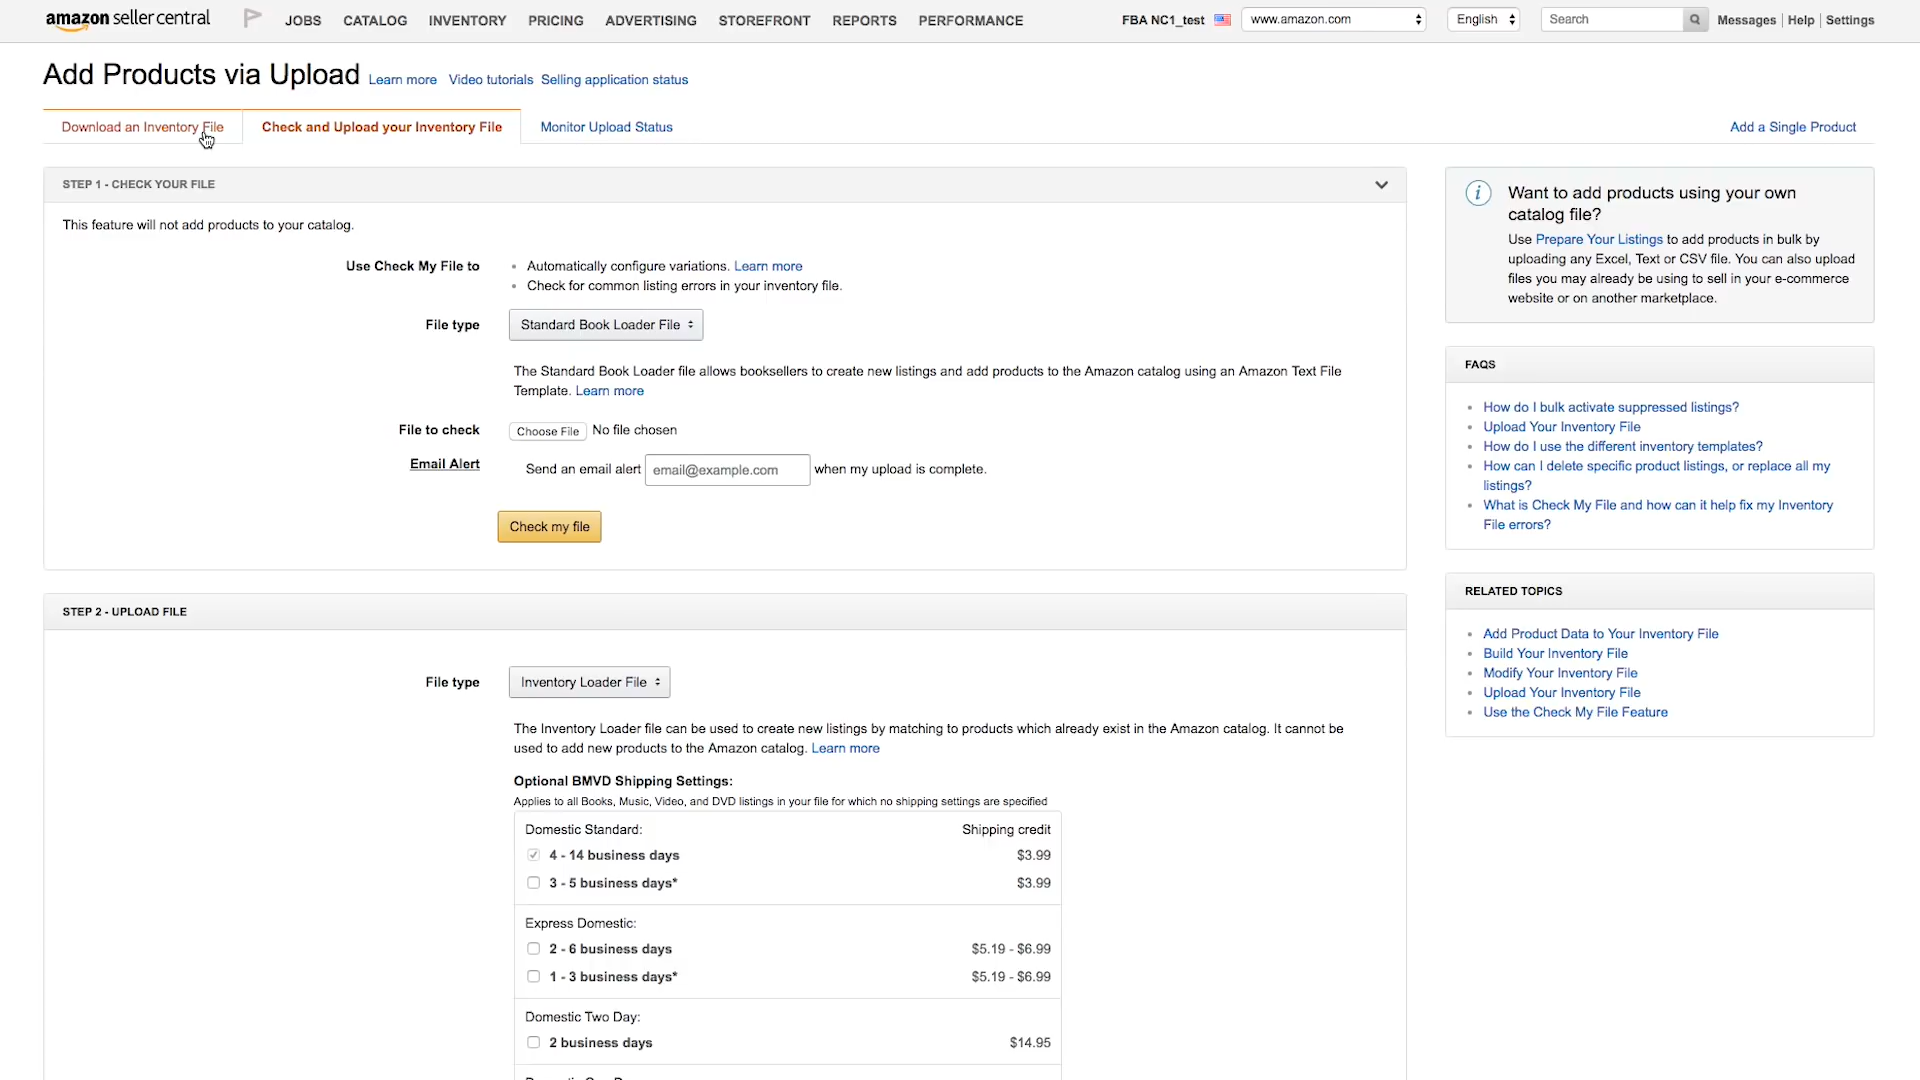 amazon seller central
JOBS CATALOG INVENTORY PRICING ADVERTISING STOREFRONT REPORTS PERFORMANCE
FBA NC1_test www.amazon.com English Search Messages | Help | Settings
Add Products via Upload Learn more Video tutorials Selling application status
Download an Inventory File Check and Upload your Inventory File Monitor Upload Status Add a Single Product
STEP 1 - CHECK YOUR FILE
This feature will not add products to your catalog.
Use Check My File to
• Automatically configure variations. Learn more
• Check for common listing errors in your inventory file.
File type Standard Book Loader File
The Standard Book Loader file allows booksellers to create new listings and add products to the Amazon catalog using an Amazon Text File
Template. Learn more
File to check Choose File No file chosen
Email Alert Send an email alert email@example.com when my upload is complete.
Check my file
STEP 2 - UPLOAD FILE
File type Inventory Loader File
The Inventory Loader file can be used to create new listings by matching to products which already exist in the Amazon catalog. It cannot be
used to add new products to the Amazon catalog. Learn more
Optional BMVD Shipping Settings:
Applies to all Books, Music, Video, and DVD listings in your file for which no shipping settings are specified
Domestic Standard: Shipping credit
4 - 14 business days $3.99
3 - 5 business days* $3.99
Express Domestic:
2 - 6 business days $5.19 - $6.99
1 - 3 business days* $5.19 - $6.99
Domestic Two Day:
2 business days $14.95
Want to add products using your own
catalog file?
Use Prepare Your Listings to add products in bulk by
uploading any Excel, Text or CSV file. You can also upload
files you may already be using to sell in your e-commerce
website or on another marketplace.
FAQS
• How do I bulk activate suppressed listings?
• Upload Your Inventory File
• How do I use the different inventory templates?
• How can I delete specific product listings, or replace all my
listings?
• What is Check My File and how can it help fix my Inventory
File errors?
RELATED TOPICS
• Add Product Data to Your Inventory File
• Build Your Inventory File
• Modify Your Inventory File
• Upload Your Inventory File
• Use the Check My File Feature